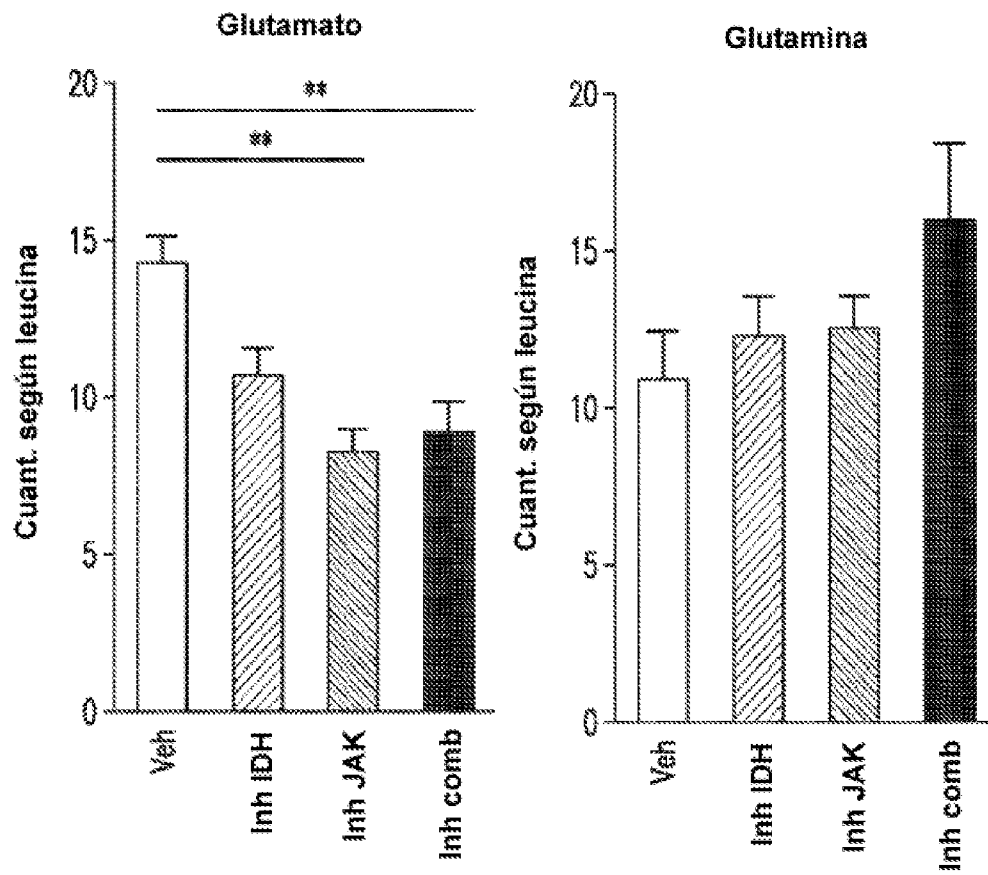 Glutamato
Cuant. según leucina
20
15
10
5
0
**
**
Veh
Inh IDH
Inh JAK
Inh comb
Glutamina
Cuant. según leucina
20
15
10
5
0
Veh
Inh IDH
Inh JAK
Inh comb